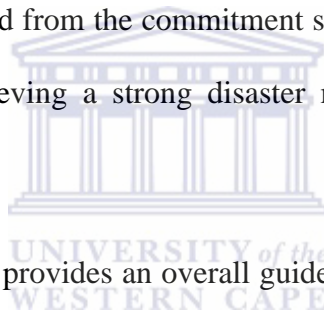 d from the commitment s
eving a strong disaster r
UNIVERSITY of the
provides an overall guide
WESTERN CAPE